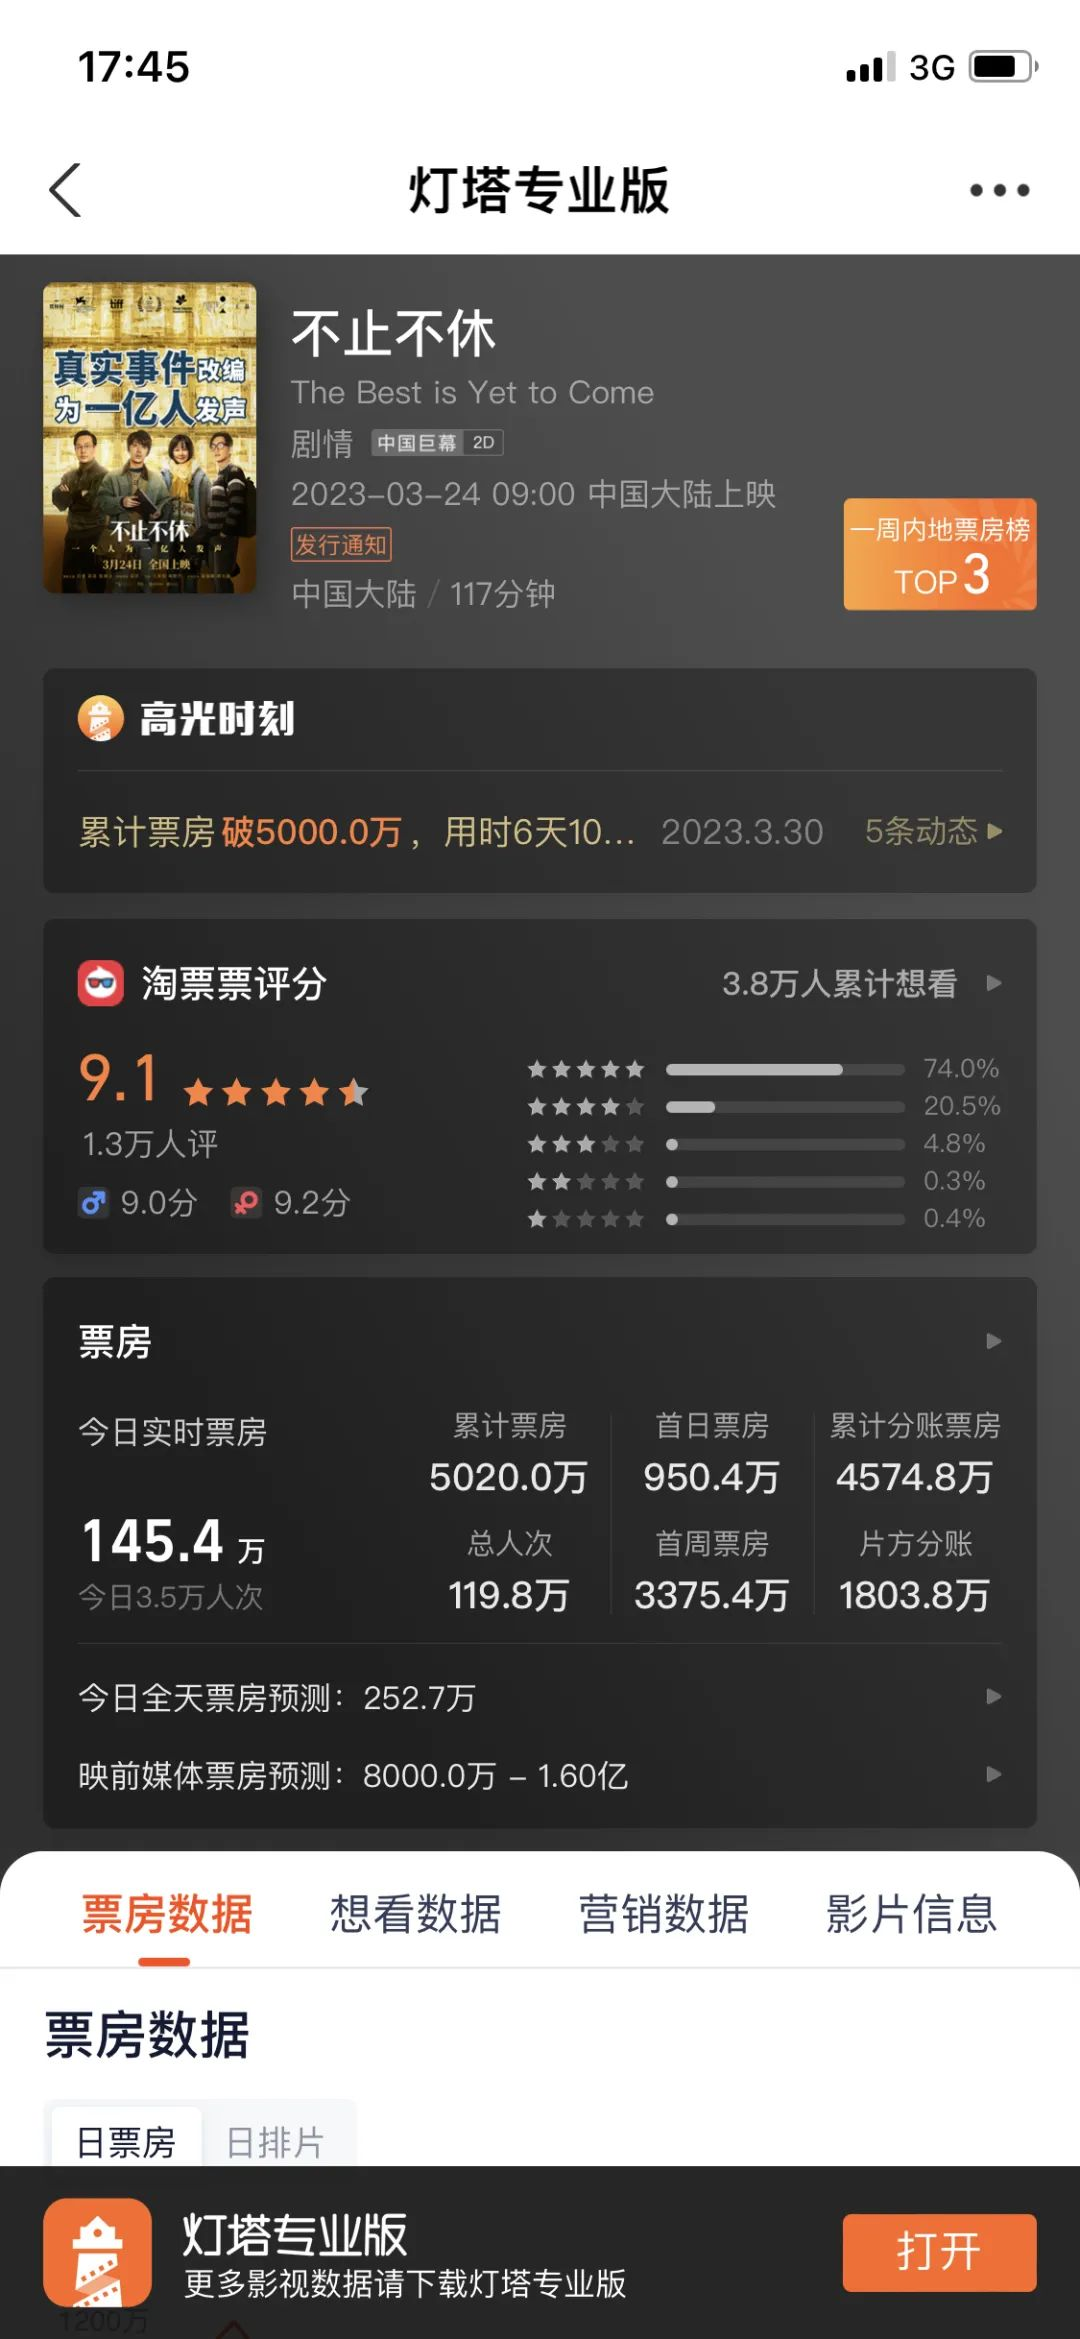 17:45
3G
灯塔专业版
真实事件改编
为一亿人发声
不止不休
一个人为一亿人发声
3月24日 全国上映
不止不休
The Best is Yet to Come
剧情 中国巨幕 2D
2023-03-24 09:00 中国大陆上映
发行通知
中国大陆 / 117分钟
一周内地票房榜
TOP3
高光时刻
累计票房破5000.0万，用时6天10... 2023.3.30 5条动态
淘票票评分 3.8万人累计想看
9.1
1.3万人评
9.0分 9.2分
74.0%
20.5%
4.8%
0.3%
0.4%
票房
今日实时票房
145.4 万
今日3.5万人次
累计票房 首日票房 累计分账票房
5020.0万 950.4万 4574.8万
总人次 首周票房 片方分账
119.8万 3375.4万 1803.8万
今日全天票房预测：252.7万
映前媒体票房预测：8000.0万 – 1.60亿
票房数据 想看数据 营销数据 影片信息
票房数据
日票房 日排片
灯塔专业版
更多影视数据请下载灯塔专业版
打开
1200万